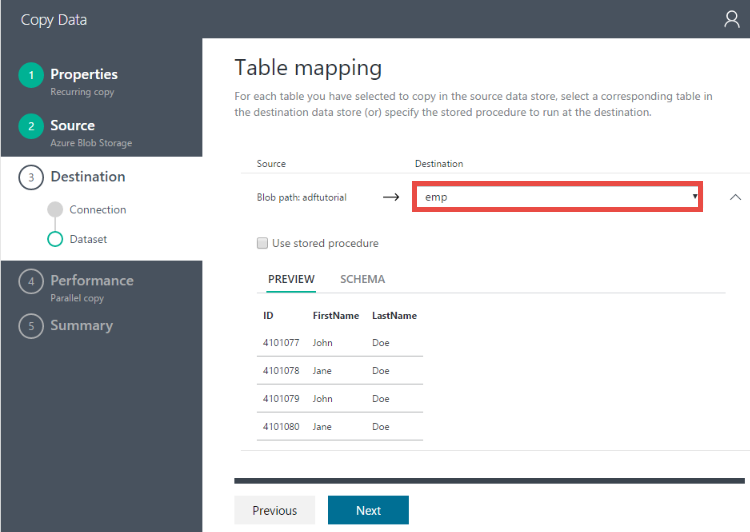 Copy Data
1 Properties
Recurring copy
2 Source
Azure Blob Storage
3 Destination
Connection
Dataset
4 Performance
Parallel copy
5 Summary
Table mapping
For each table you have selected to copy in the source data store, select a corresponding table in
the destination data store (or) specify the stored procedure to run at the destination.
Source Destination
Blob path: adftutorial emp
Use stored procedure
PREVIEW SCHEMA
ID FirstName LastName
4101077 John Doe
4101078 Jane Doe
4101079 John Doe
4101080 Jane Doe
Previous Next